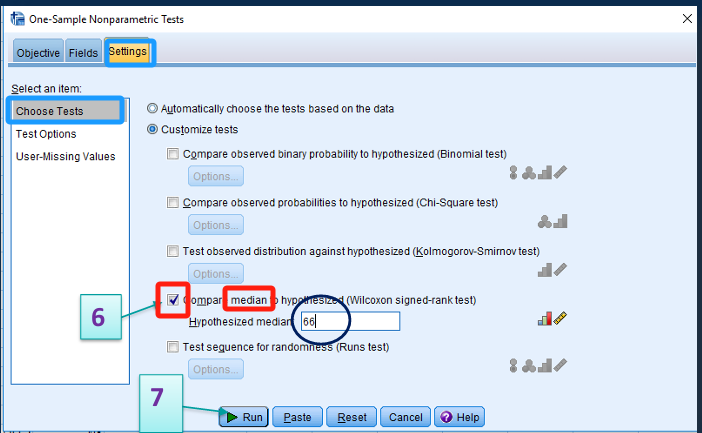 One-Sample Nonparametric Tests
Objective Fields Settings
Select an item:
Choose Tests
Test Options
User-Missing Values
Automatically choose the tests based on the data
Customize tests
Compare observed binary probability to hypothesized (Binomial test)
Options...
Compare observed probabilities to hypothesized (Chi-Square test)
Options...
Test observed distribution against hypothesized (Kolmogorov-Smirnov test)
Options...
Compare median to hypothesized (Wilcoxon signed-rank test)
Hypothesized median: 66
Test sequence for randomness (Runs test)
Options...
6
7
Run Paste Reset Cancel Help